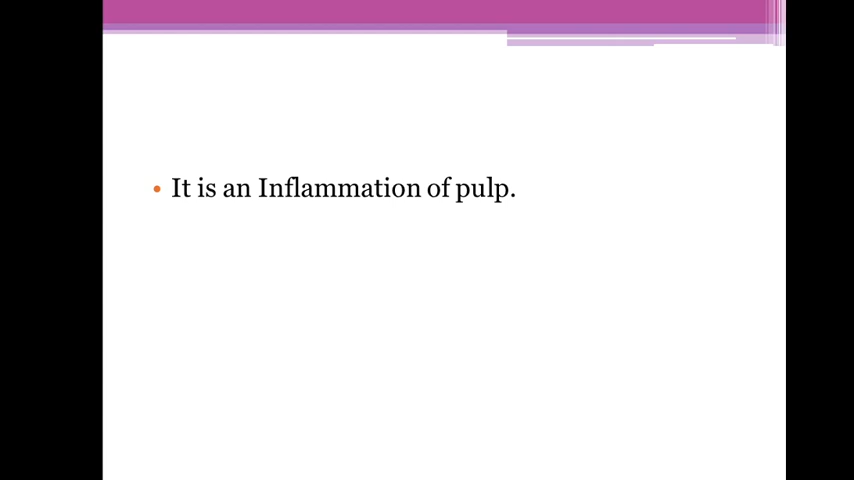 • It is an Inflammation of pulp.